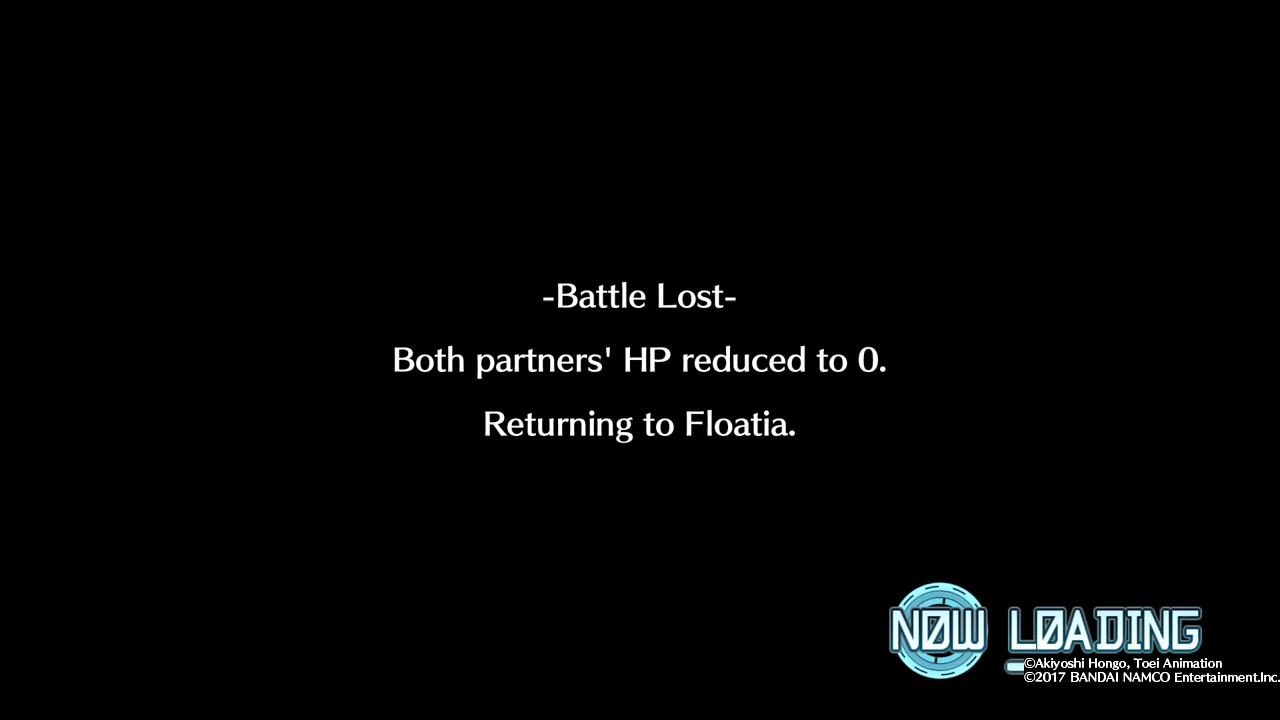 -Battle Lost-
Both partners' HP reduced to 0.
Returning to Floatia.
NOW LOADING
©Akiyoshi Hongo, Toei Animation
©2017 BANDAI NAMCO Entertainment.Inc.